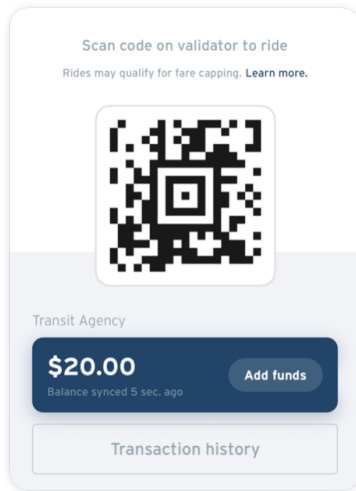 Scan code on validator to ride
Rides may qualify for fare capping. Learn more.
Transit Agency
$20.00
Balance synced 5 sec. ago
Add funds
Transaction history